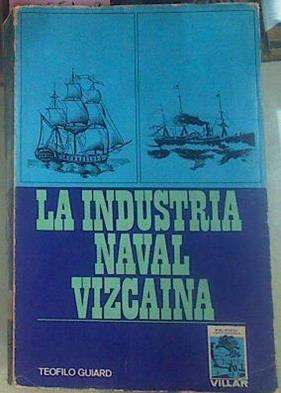 LA INDUSTRIA
NAVAL
VIZCAINA
TEOFILO GUIARD
VILLAR